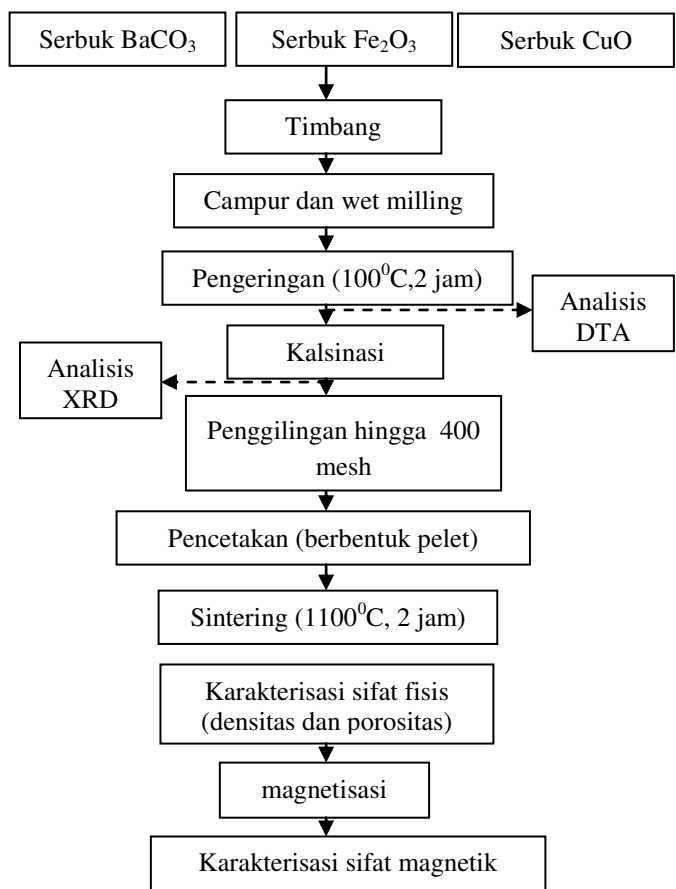 Serbuk BaCO₃
Serbuk Fe₂O₃
Serbuk CuO
Timbang
Campur dan wet milling
Pengeringan (100⁰C,2 jam)
Analisis
DTA
Kalsinasi
Analisis
XRD
Penggilingan hingga 400
mesh
Pencetakan (berbentuk pelet)
Sintering (1100⁰C, 2 jam)
Karakterisasi sifat fisis
(densitas dan porositas)
magnetisasi
Karakterisasi sifat magnetik